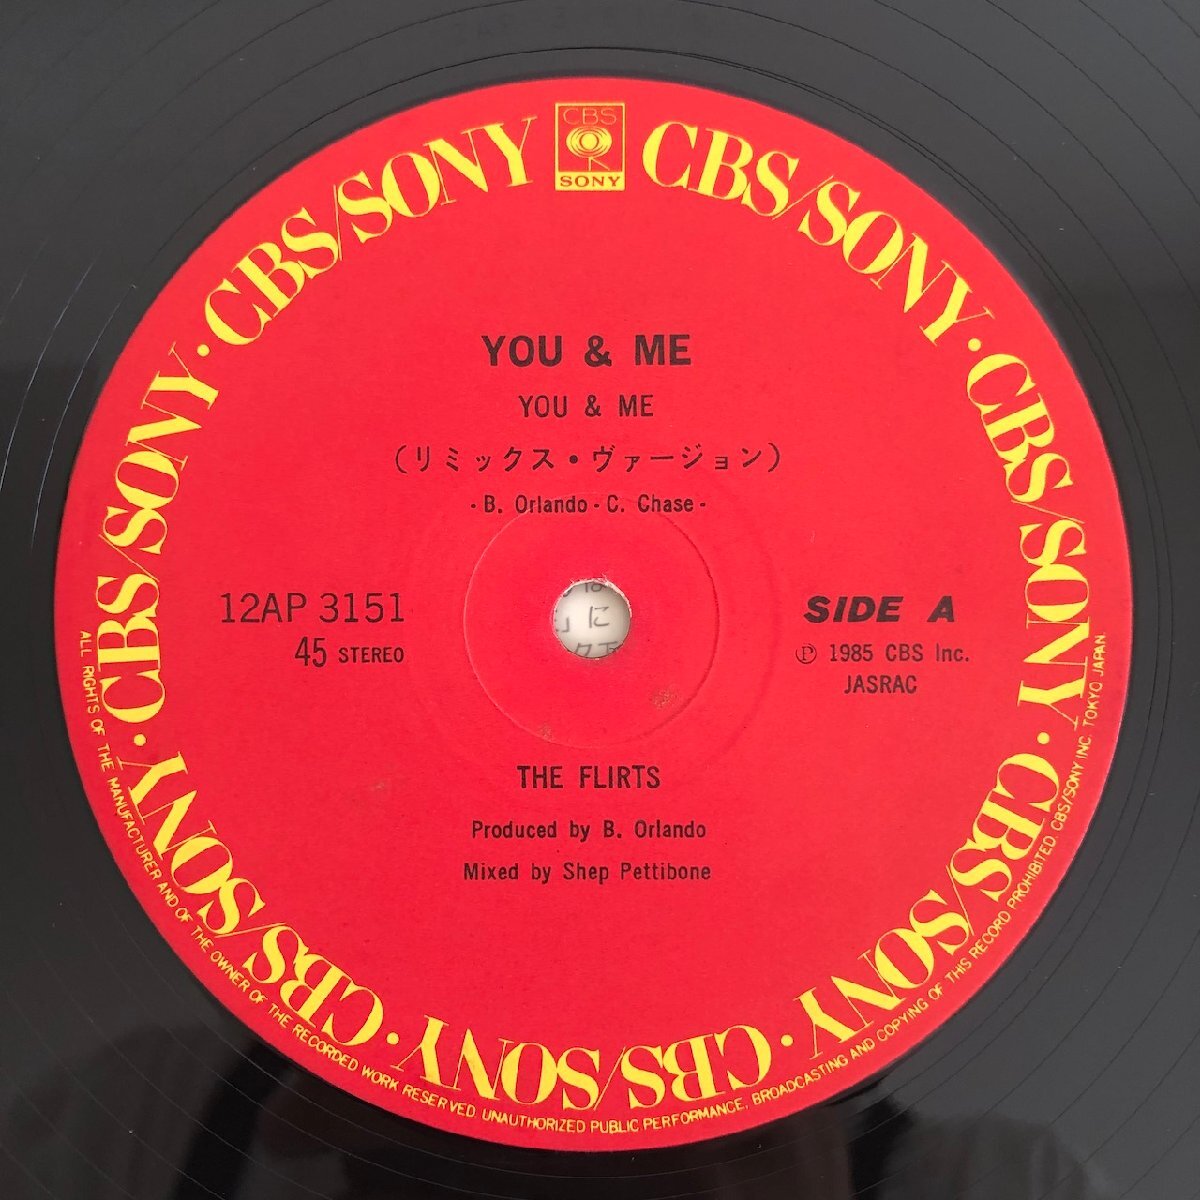 CBS
SONY
CBS/SONY · CBS/SONY · CBS/SONY · CBS/SONY · CBS/SONY · CBS/SONY · CBS/SONY · CBS/SONY
YOU & ME
YOU & ME
(リミックス・ヴァージョン)
- B. Orlando - C. Chase -
12AP 3151
45 STEREO
SIDE A
Ⓟ 1985 CBS Inc.
JASRAC
THE FLIRTS
Produced by B. Orlando
Mixed by Shep Pettibone
ALL RIGHTS OF THE MANUFACTURER AND OF THE OWNER OF THE RECORDED WORK RESERVED. UNAUTHORIZED PUBLIC PERFORMANCE, BROADCASTING AND COPYING OF THIS RECORD PROHIBITED. CBS/SONY INC. TOKYO JAPAN.